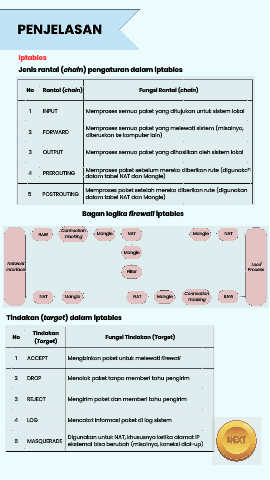 PENJELASAN
Iptables
Jenis rantai (chain) pengaturan dalam Iptables
No Rantai (chain) Fungsi Rantai (chain)
1 INPUT Memproses semua paket yang ditujukan untuk sistem lokal
2 FORWARD Memproses semua paket yang melewati sistem (misalnya, diteruskan ke komputer lain)
3 OUTPUT Memproses semua paket yang dihasilkan oleh sistem lokal
4 PREROUTING Memproses paket sebelum mereka diberikan rute (digunakan dalam tabel NAT dan Mangle)
5 POSTROUTING Memproses paket setelah mereka diberikan rute (digunakan dalam tabel NAT dan Mangle)
Bagan logika firewall Iptables
RAW Connection Tracking Mangle NAT Mangle NAT
Network Interface
Mangle
Filter
Local Process
NAT Mangle NAT Mangle Connection Tracking RAW
Tindakan (target) dalam Iptables
No Tindakan (Target) Fungsi Tindakan (Target)
1 ACCEPT Mengizinkan paket untuk melewati firewall
2 DROP Menolak paket tanpa memberi tahu pengirim
3 REJECT Mengirim paket dan memberi tahu pengirim
4 LOG Mencatat informasi paket di log sistem
5 MASQUERADE Digunakan untuk NAT, khususnya ketika alamat IP eksternal bisa berubah (misalnya, koneksi dial-up)
NEXT